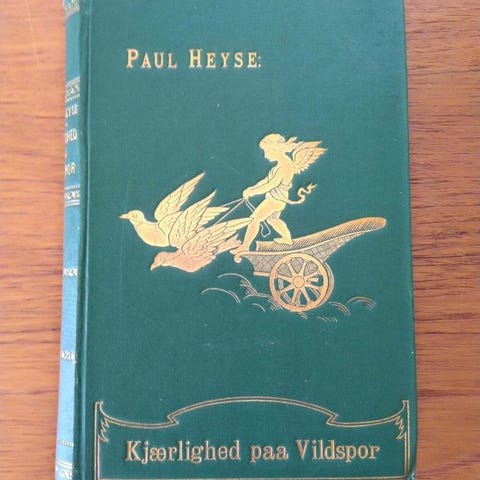 PAUL HEYSE:
Kjærlighed paa Vildspor